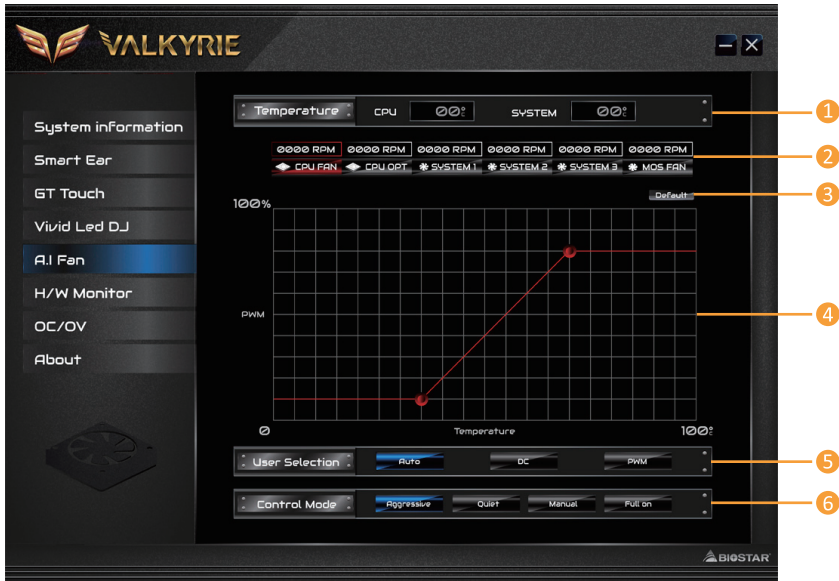 VALKYRIE
System information
Smart Ear
GT Touch
Vivid Led DJ
A.I Fan
H/W Monitor
OC/OV
About
Temperature CPU 00°C SYSTEM 00°C
1
0000 RPM 0000 RPM 0000 RPM 0000 RPM 0000 RPM 0000 RPM
2
CPU FAN CPU OPT SYSTEM 1 SYSTEM 2 SYSTEM 3 MOS FAN
Default
3
100%
PWM
4
0 Temperature 100°C
User Selection Auto DC PWM
5
Control Mode Aggressive Quiet Manual Full on
6
BIOSTAR